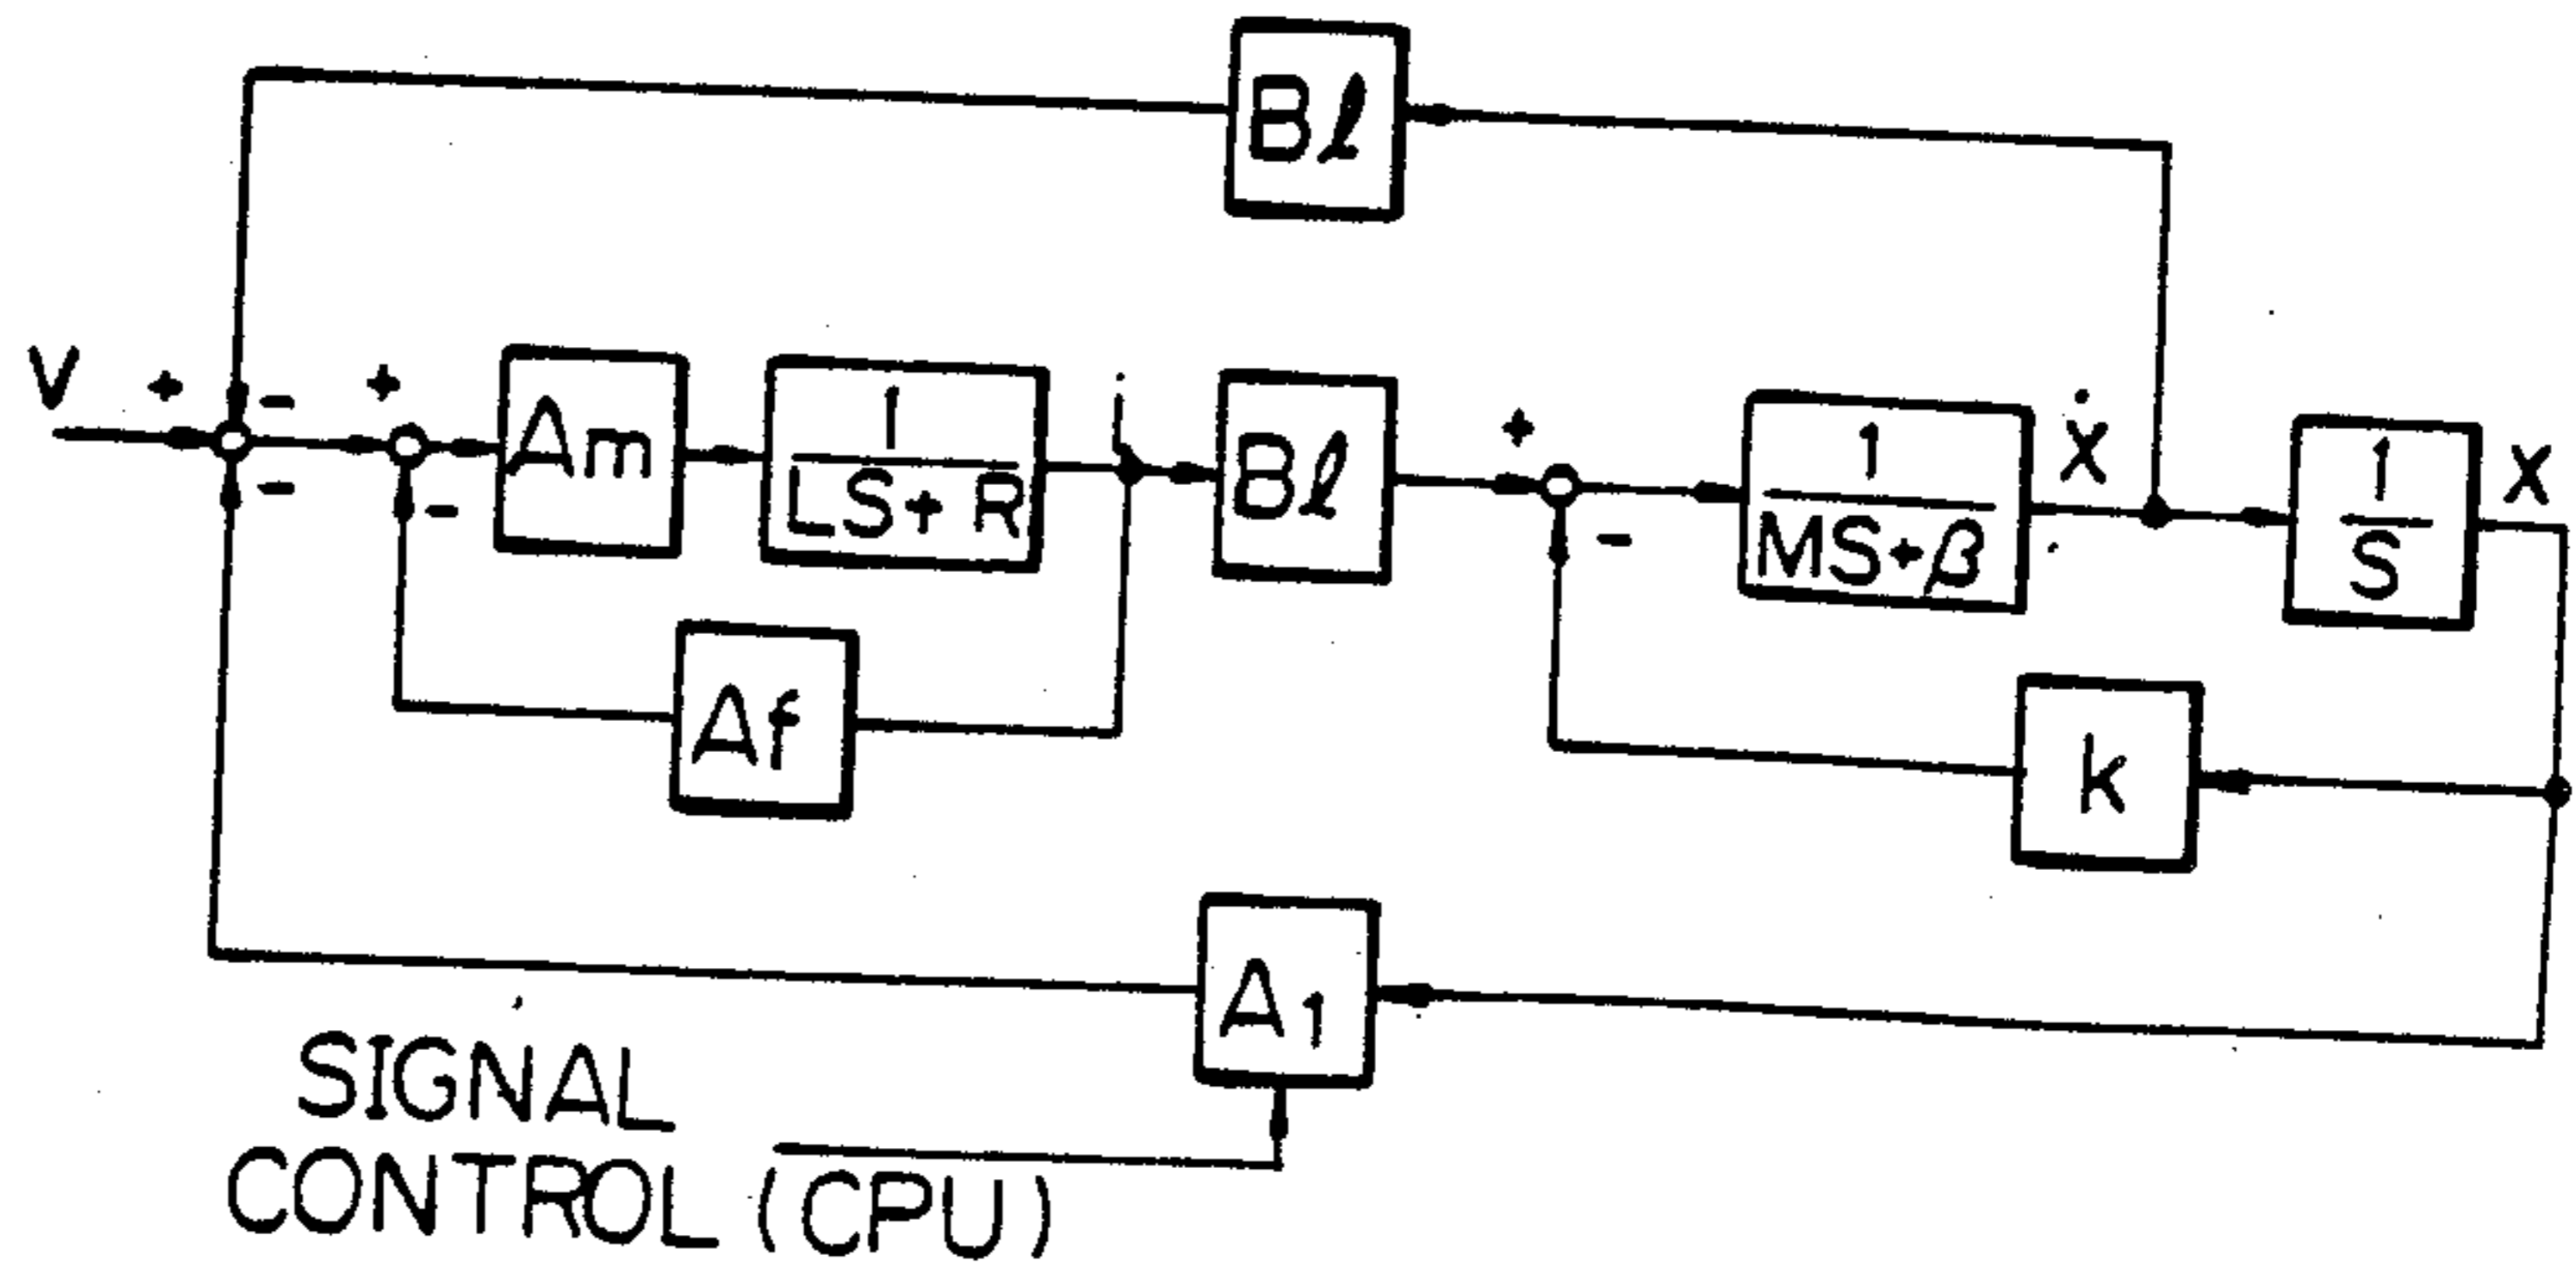 Bℓ
V + - + Am 1/(LS+R) i Bℓ + 1/(MS+β) ẋ 1/S X
- - -
Af k
A1
SIGNAL
CONTROL (CPU)